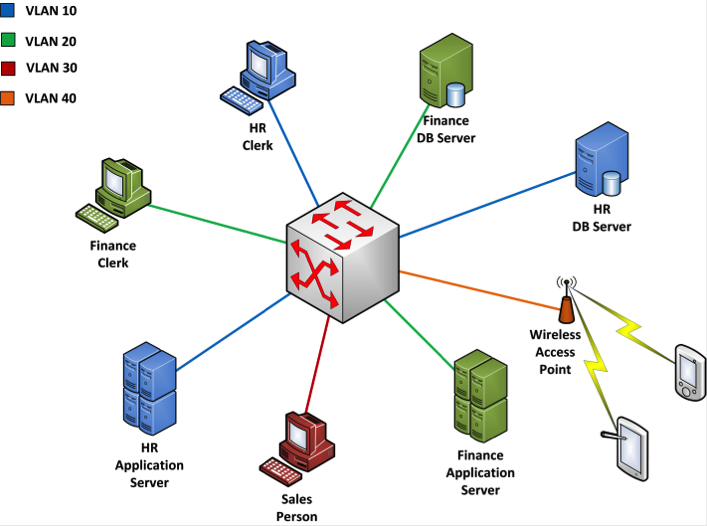 VLAN 10
VLAN 20
VLAN 30
VLAN 40
HR
Clerk
Finance
DB Server
HR
DB Server
Finance
Clerk
Wireless
Access
Point
HR
Application
Server
Sales
Person
Finance
Application
Server